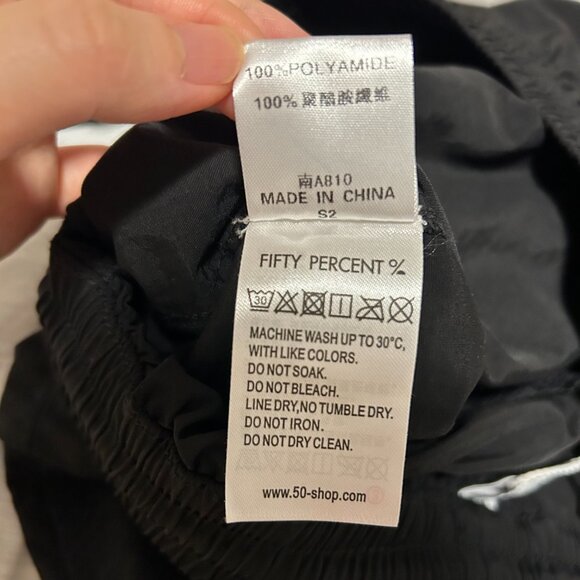 100%POLYAMIDE
100% 聚酰胺纖維
南A810
MADE IN CHINA
S2
FIFTY PERCENT %
30
MACHINE WASH UP TO 30°C,
WITH LIKE COLORS.
DO NOT SOAK.
DO NOT BLEACH.
LINE DRY,NO TUMBLE DRY.
DO NOT IRON.
DO NOT DRY CLEAN.
www.50-shop.com